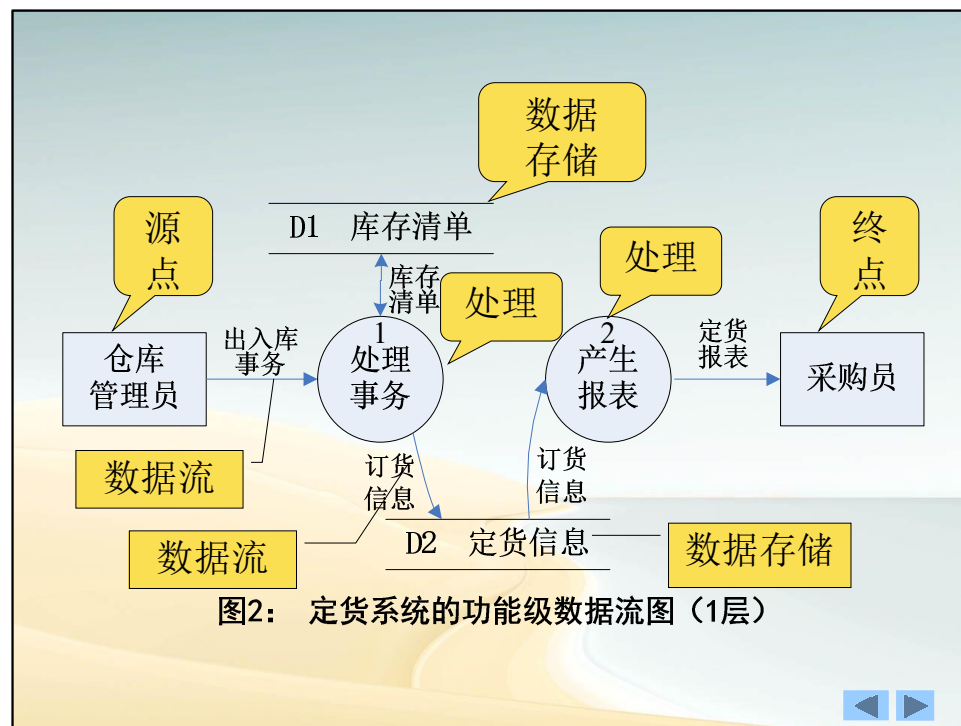 数据
存储
D1 库存清单
源
点
处理
终
点
库存
清单
处理
出入库
事务
定货
报表
仓库
管理员
1
处理
事务
2
产生
报表
采购员
数据流
订货
信息
订货
信息
数据流
D2 定货信息
数据存储
图2: 定货系统的功能级数据流图（1层）